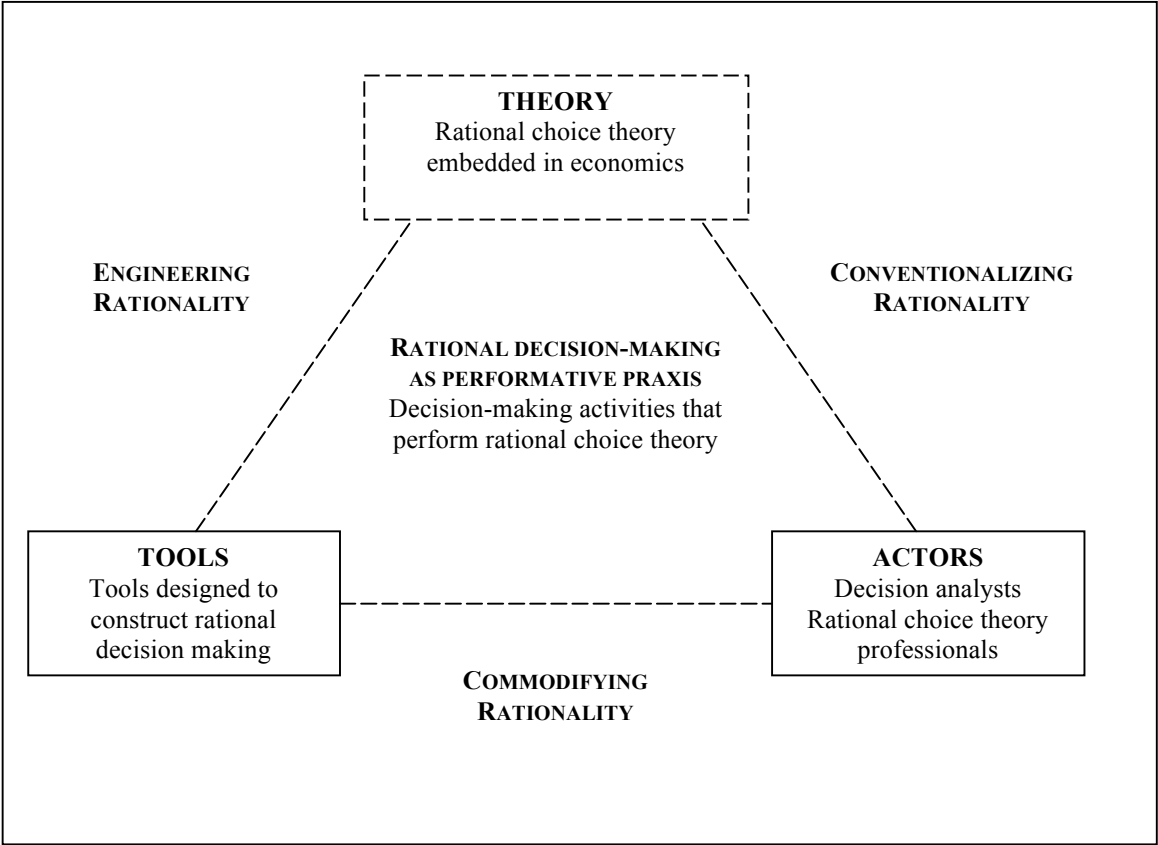 THEORY
Rational choice theory
embedded in economics
ENGINEERING
RATIONALITY
CONVENTIONALIZING
RATIONALITY
RATIONAL DECISION-MAKING
AS PERFORMATIVE PRAXIS
Decision-making activities that
perform rational choice theory
TOOLS
Tools designed to
construct rational
decision making
ACTORS
Decision analysts
Rational choice theory
professionals
COMMODIFYING
RATIONALITY